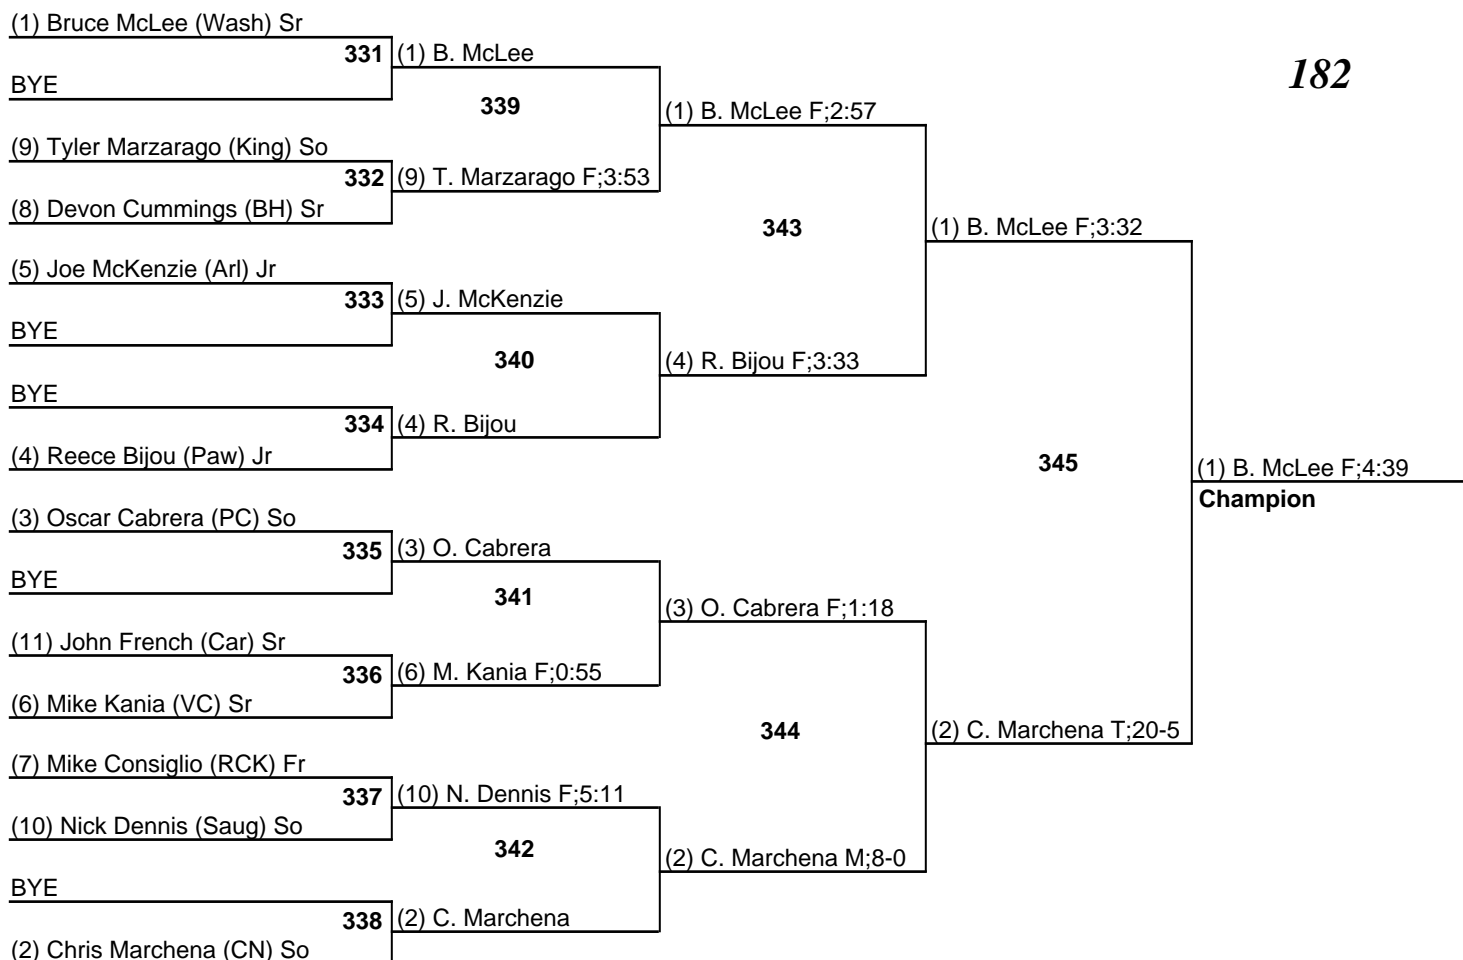 (1) Bruce McLee (Wash) Sr
331
(1) B. McLee
182
BYE
339
(1) B. McLee F;2:57
(9) Tyler Marzarago (King) So
332
(9) T. Marzarago F;3:53
(8) Devon Cummings (BH) Sr
343
(1) B. McLee F;3:32
(5) Joe McKenzie (Arl) Jr
333
(5) J. McKenzie
BYE
340
(4) R. Bijou F;3:33
BYE
334
(4) R. Bijou
(4) Reece Bijou (Paw) Jr
345
(1) B. McLee F;4:39
Champion
(3) Oscar Cabrera (PC) So
335
(3) O. Cabrera
BYE
341
(3) O. Cabrera F;1:18
(11) John French (Car) Sr
336
(6) M. Kania F;0:55
(6) Mike Kania (VC) Sr
344
(2) C. Marchena T;20-5
(7) Mike Consiglio (RCK) Fr
337
(10) N. Dennis F;5:11
(10) Nick Dennis (Saug) So
342
(2) C. Marchena M;8-0
BYE
338
(2) C. Marchena
(2) Chris Marchena (CN) So